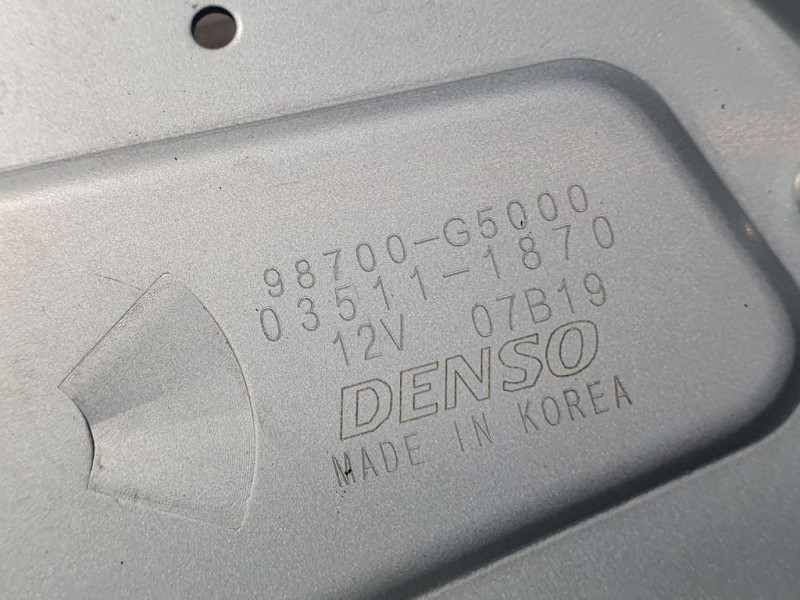 98700-G5000
03511-1870
12V 07B19
DENSO
MADE IN KOREA